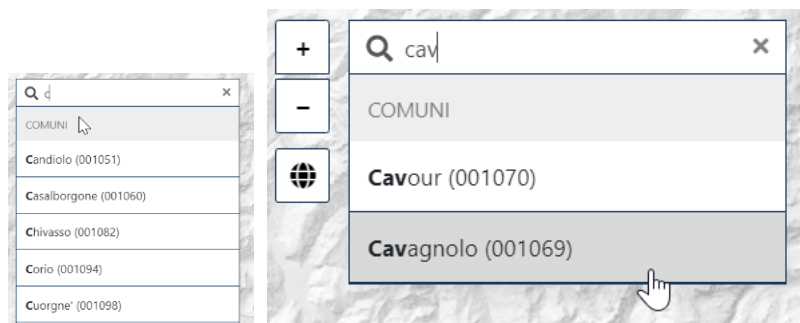 c
COMUNI
Candiolo (001051)
Casalborgone (001060)
Chivasso (001082)
Corio (001094)
Cuorgne' (001098)
cav
COMUNI
Cavour (001070)
Cavagnolo (001069)